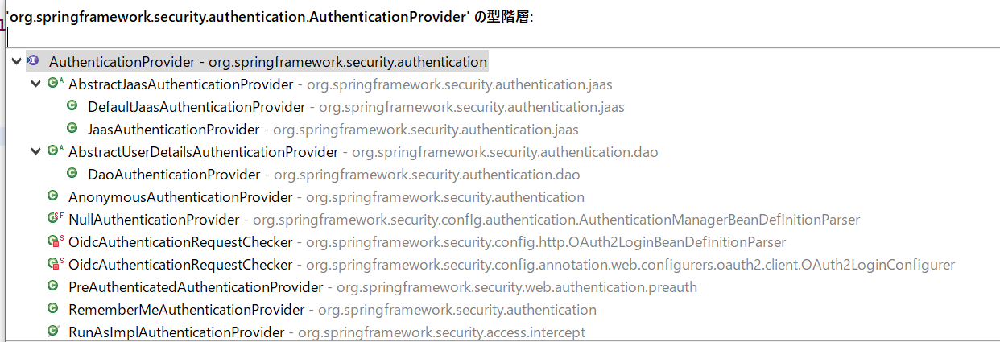 'org.springframework.security.authentication.AuthenticationProvider' の型階層:
AuthenticationProvider - org.springframework.security.authentication
AbstractJaasAuthenticationProvider - org.springframework.security.authentication.jaas
DefaultJaasAuthenticationProvider - org.springframework.security.authentication.jaas
JaasAuthenticationProvider - org.springframework.security.authentication.jaas
AbstractUserDetailsAuthenticationProvider - org.springframework.security.authentication.dao
DaoAuthenticationProvider - org.springframework.security.authentication.dao
AnonymousAuthenticationProvider - org.springframework.security.authentication
NullAuthenticationProvider - org.springframework.security.config.authentication.AuthenticationManagerBeanDefinitionParser
OidcAuthenticationRequestChecker - org.springframework.security.config.http.OAuth2LoginBeanDefinitionParser
OidcAuthenticationRequestChecker - org.springframework.security.config.annotation.web.configurers.oauth2.client.OAuth2LoginConfigurer
PreAuthenticatedAuthenticationProvider - org.springframework.security.web.authentication.preauth
RememberMeAuthenticationProvider - org.springframework.security.authentication
RunAsImplAuthenticationProvider - org.springframework.security.access.intercept